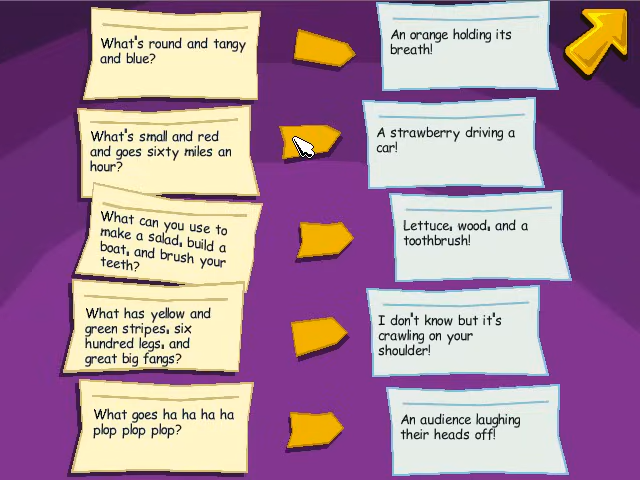 What's round and tangy
and blue?
An orange holding its
breath!
What's small and red
and goes sixty miles an
hour?
A strawberry driving a
car!
What can you use to
make a salad, build a
boat, and brush your
teeth?
Lettuce, wood, and a
toothbrush!
What has yellow and
green stripes, six
hundred legs, and
great big fangs?
I don't know but it's
crawling on your
shoulder!
What goes ha ha ha ha
plop plop plop?
An audience laughing
their heads off!